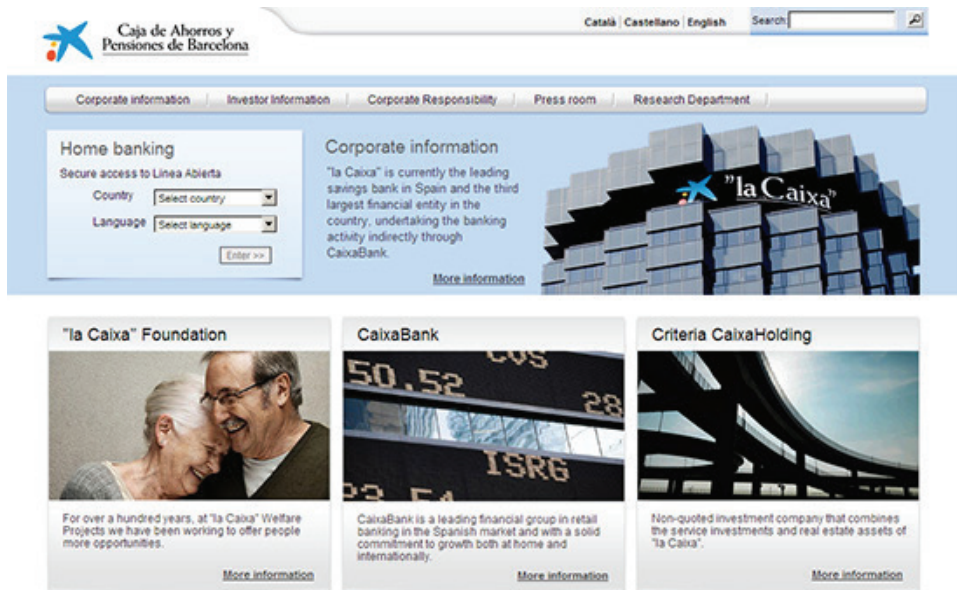 Caja de Ahorros y
Pensiones de Barcelona
Català | Castellano | English
Search:
Corporate information
Investor Information
Corporate Responsibility
Press room
Research Department
Home banking
Secure access to Linea Abierta
Country
Select country
Language
Select language
Enter >>
Corporate information
"la Caixa" is currently the leading
savings bank in Spain and the third
largest financial entity in the
country, undertaking the banking
activity indirectly through
CaixaBank.
More information
"la Caixa"
"la Caixa" Foundation
For over a hundred years, at "la Caixa" Welfare
Projects we have been working to offer people
more opportunities.
More information
CaixaBank
CVS
50.52
28
ISRG
23.54
CaixaBank is a leading financial group in retail
banking in the Spanish market and with a solid
commitment to growth both at home and
internationally.
More information
Criteria CaixaHolding
Non-quoted investment company that combines
the service investments and real estate assets of
"la Caixa".
More information